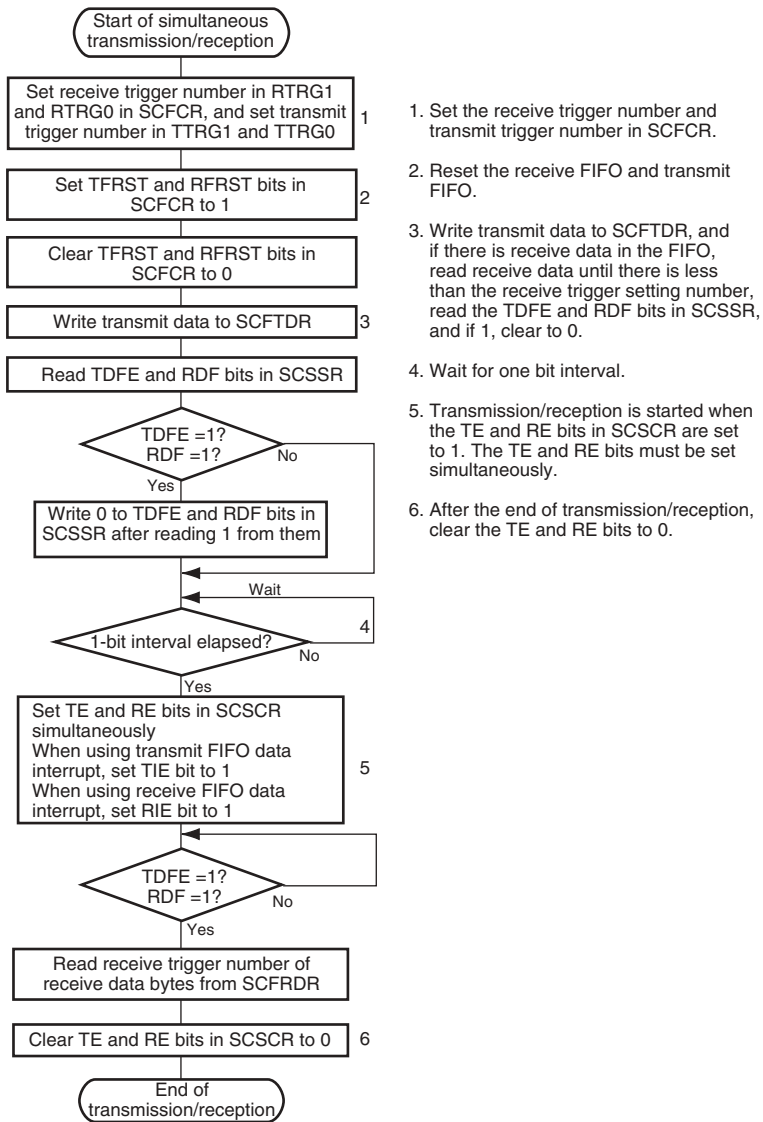 Start of simultaneous
transmission/reception
Set receive trigger number in RTRG1
and RTRG0 in SCFCR, and set transmit
trigger number in TTRG1 and TTRG0
1
Set TFRST and RFRST bits in
SCFCR to 1
2
Clear TFRST and RFRST bits in
SCFCR to 0
Write transmit data to SCFTDR
3
Read TDFE and RDF bits in SCSSR
TDFE =1?
RDF =1?
No
Yes
Write 0 to TDFE and RDF bits in
SCSSR after reading 1 from them
Wait
1-bit interval elapsed?
4
No
Yes
Set TE and RE bits in SCSCR
simultaneously
When using transmit FIFO data
interrupt, set TIE bit to 1
When using receive FIFO data
interrupt, set RIE bit to 1
5
TDFE =1?
RDF =1?
No
Yes
Read receive trigger number of
receive data bytes from SCFRDR
Clear TE and RE bits in SCSCR to 0
6
End of
transmission/reception
1. Set the receive trigger number and
transmit trigger number in SCFCR.
2. Reset the receive FIFO and transmit
FIFO.
3. Write transmit data to SCFTDR, and
if there is receive data in the FIFO,
read receive data until there is less
than the receive trigger setting number,
read the TDFE and RDF bits in SCSSR,
and if 1, clear to 0.
4. Wait for one bit interval.
5. Transmission/reception is started when
the TE and RE bits in SCSCR are set
to 1. The TE and RE bits must be set
simultaneously.
6. After the end of transmission/reception,
clear the TE and RE bits to 0.